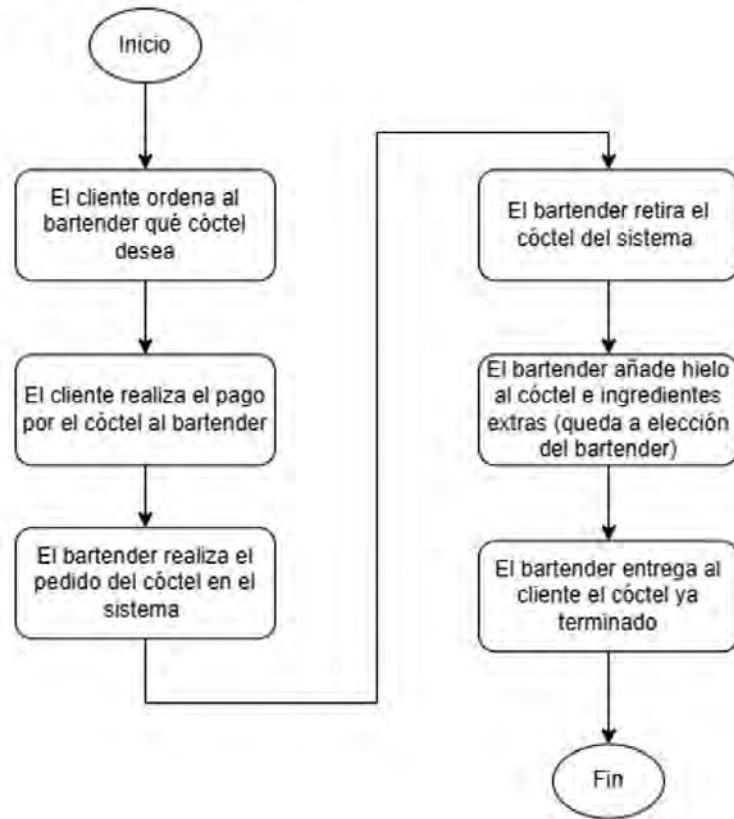 Inicio
El cliente ordena al
bartender qué cóctel
desea
El cliente realiza el pago
por el cóctel al bartender
El bartender realiza el
pedido del cóctel en el
sistema
El bartender retira el
cóctel del sistema
El bartender añade hielo
al cóctel e ingredientes
extras (queda a elección
del bartender)
El bartender entrega al
cliente el cóctel ya
terminado
Fin